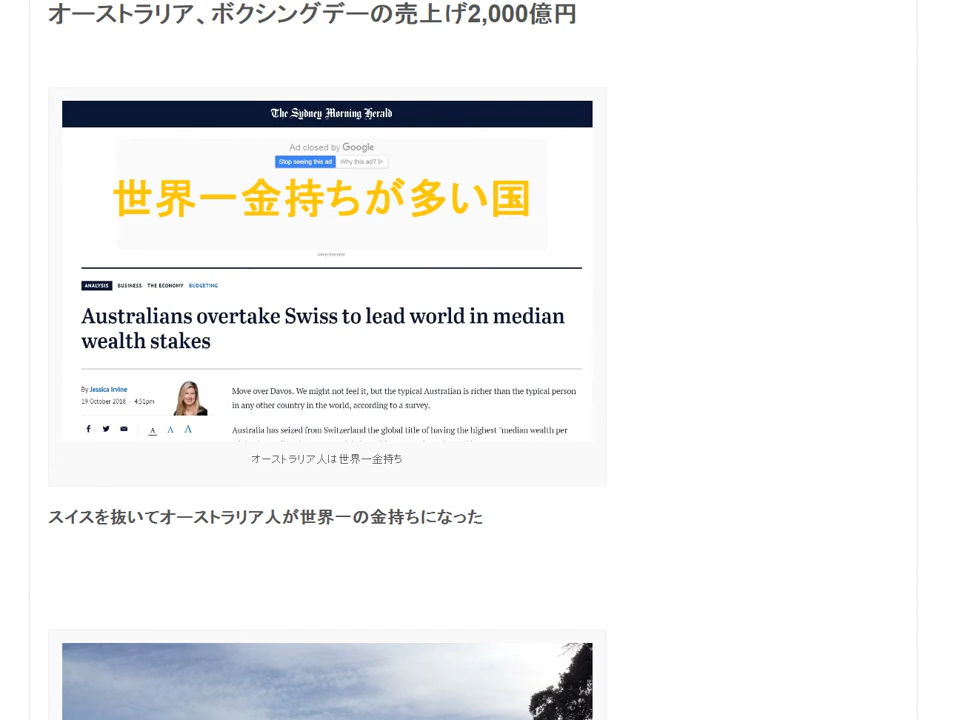 オーストラリア、ボクシングデーの売上げ2,000億円
The Sydney Morning Herald
Ad closed by Google
Stop seeing this ad Why this ad?
世界一金持ちが多い国
ANALYSIS BUSINESS THE ECONOMY BUDGETING
Australians overtake Swiss to lead world in median
wealth stakes
By Jessica Irvine
19 October 2018 — 4:51pm
A A A
Move over Davos. We might not feel it, but the typical Australian is richer than the typical person
in any other country in the world, according to a survey.
Australia has seized from Switzerland the global title of having the highest "median wealth per
オーストラリア人は世界一金持ち
スイスを抜いてオーストラリア人が世界一の金持ちになった